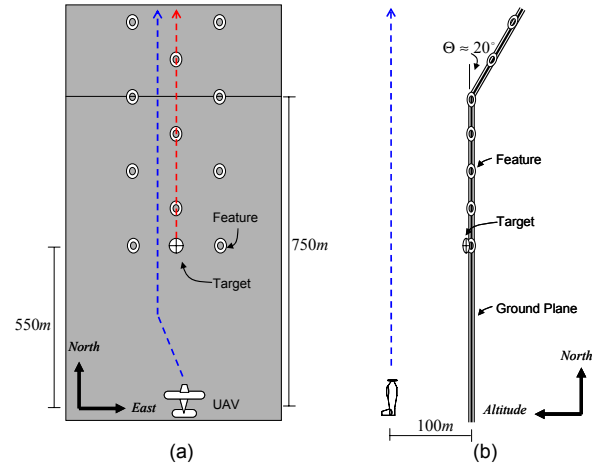 Θ ≈ 20°
Feature
Feature
750m
Target
Target
550m
Ground Plane
North
North
UAV
East
100m
Altitude
(a)
(b)